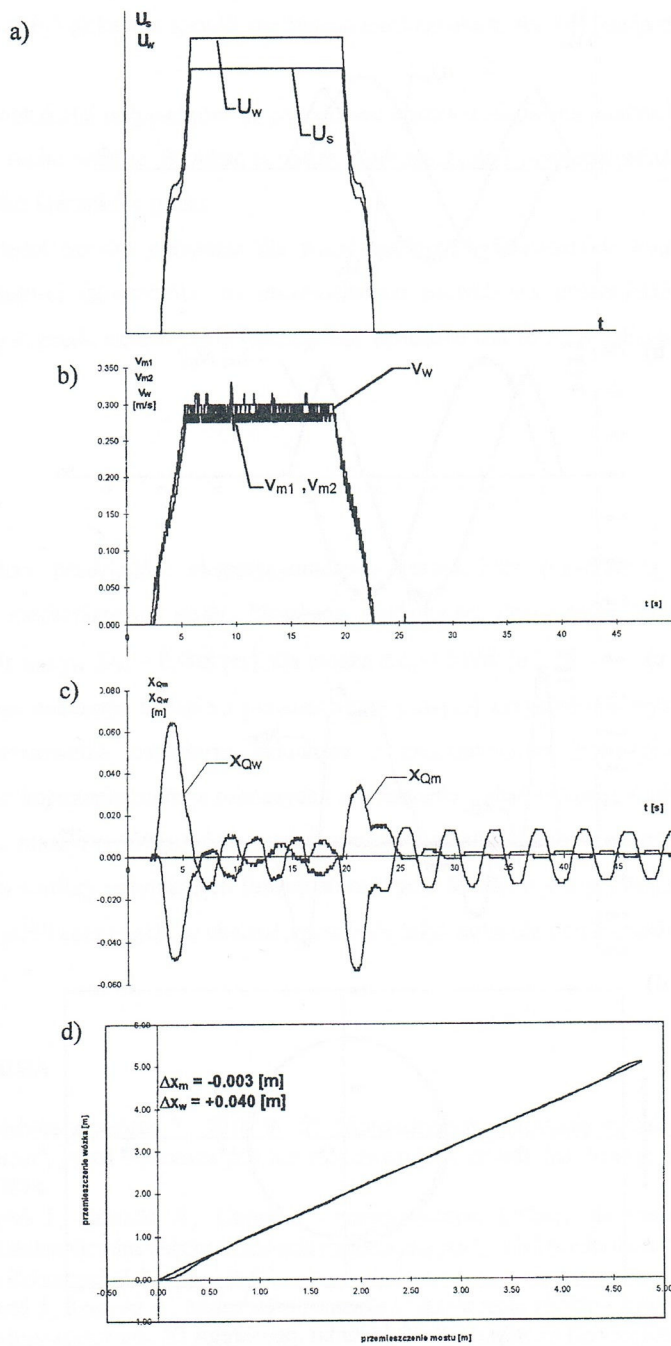 a)
Us
Uw
Uw
Us
t
b)
Vm1
Vm2
Vw
[m/s]
0.350
0.300
0.250
0.200
0.150
0.100
0.050
0.000
Vw
Vm1 , Vm2
t [s]
0 5 10 15 20 25 30 35 40 45
c)
XQm
XQw
[m]
0.080
0.060
0.040
0.020
0.000
-0.020
-0.040
-0.060
XQw
XQm
t [s]
0 5 10 15 20 25 30 35 40 45
d)
6.00
5.00
4.00
3.00
2.00
1.00
0.00
1.00
Δxm = -0.003 [m]
Δxw = +0.040 [m]
przemieszczenie wózka [m]
-0.50 0.00 0.50 1.00 1.50 2.00 2.50 3.00 3.50 4.00 4.50 5.00
przemieszczenie mostu [m]